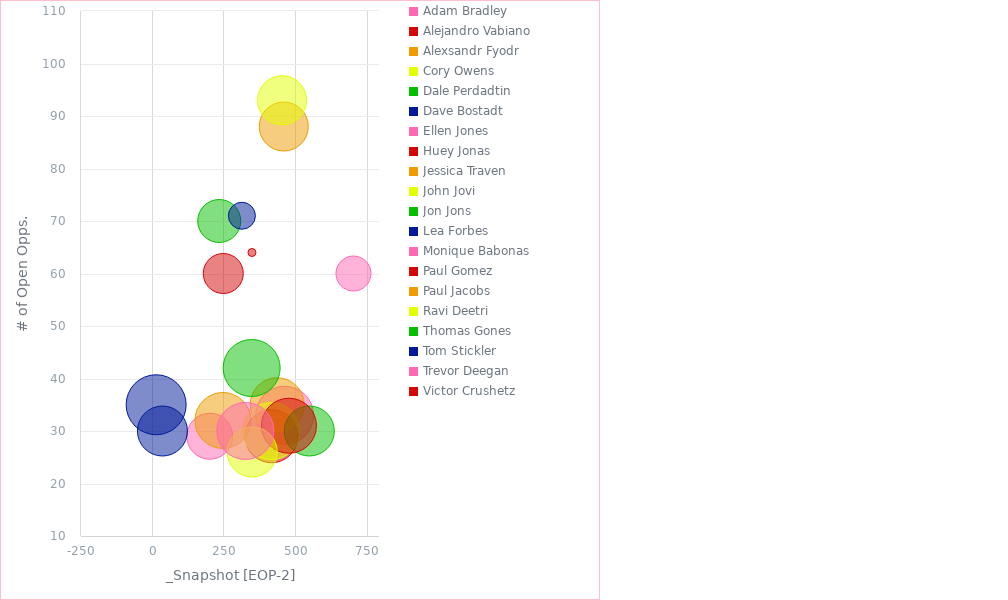 110
100
90
80
70
60
50
40
30
20
10
# of Open Opps.
-250 0 250 500 750
_Snapshot [EOP-2]
Adam Bradley
Alejandro Vabiano
Alexsandr Fyodr
Cory Owens
Dale Perdadtin
Dave Bostadt
Ellen Jones
Huey Jonas
Jessica Traven
John Jovi
Jon Jons
Lea Forbes
Monique Babonas
Paul Gomez
Paul Jacobs
Ravi Deetri
Thomas Gones
Tom Stickler
Trevor Deegan
Victor Crushetz